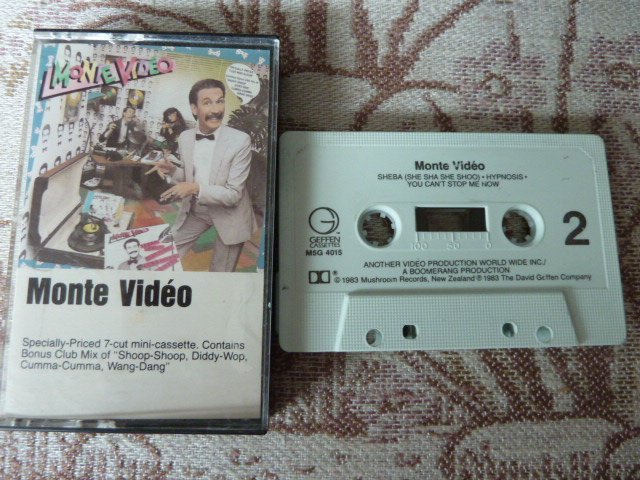 MONTE VIDÉO
Monte Vidéo
Specially-Priced 7-cut mini-cassette. Contains
Bonus Club Mix of "Shoop-Shoop, Diddy-Wop,
Cumma-Cumma, Wang-Dang"
Monte Vidéo
SHEBA (SHE SHA SHE SHOO) • HYPNOSIS •
YOU CAN'T STOP ME NOW
G
GEFFEN
CASSETTES
M5G 4015
100 50 0
2
ANOTHER VIDEO PRODUCTION WORLD WIDE INC./
A BOOMERANG PRODUCTION
© 1983 Mushroom Records, New Zealand ℗ 1983 The David Geffen Company